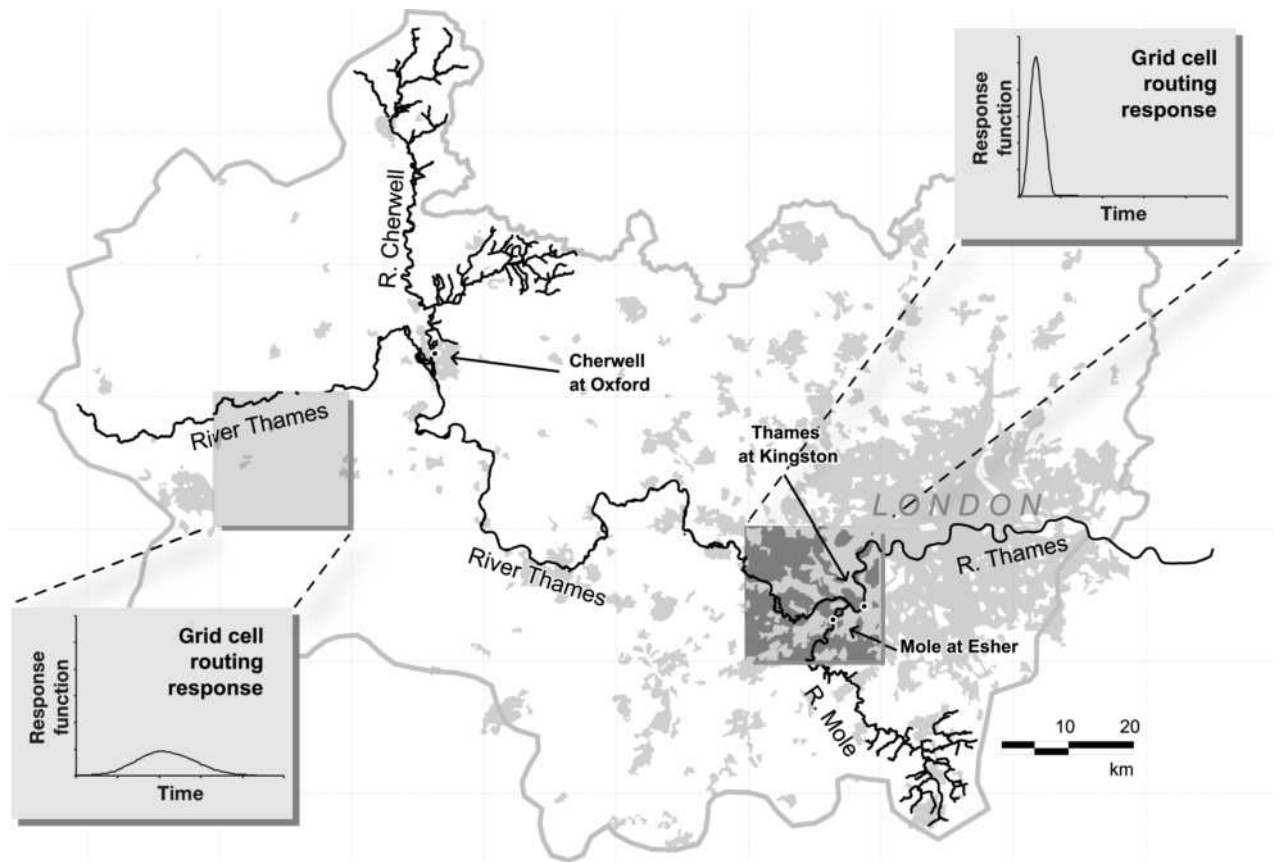 Grid cell
routing
response
Response
function
Time
R. Cherwell
Cherwell
at Oxford
River Thames
Thames
at Kingston
LONDON
River Thames
R. Thames
Mole at Esher
R. Mole
10 20
km
Grid cell
routing
response
Response
function
Time